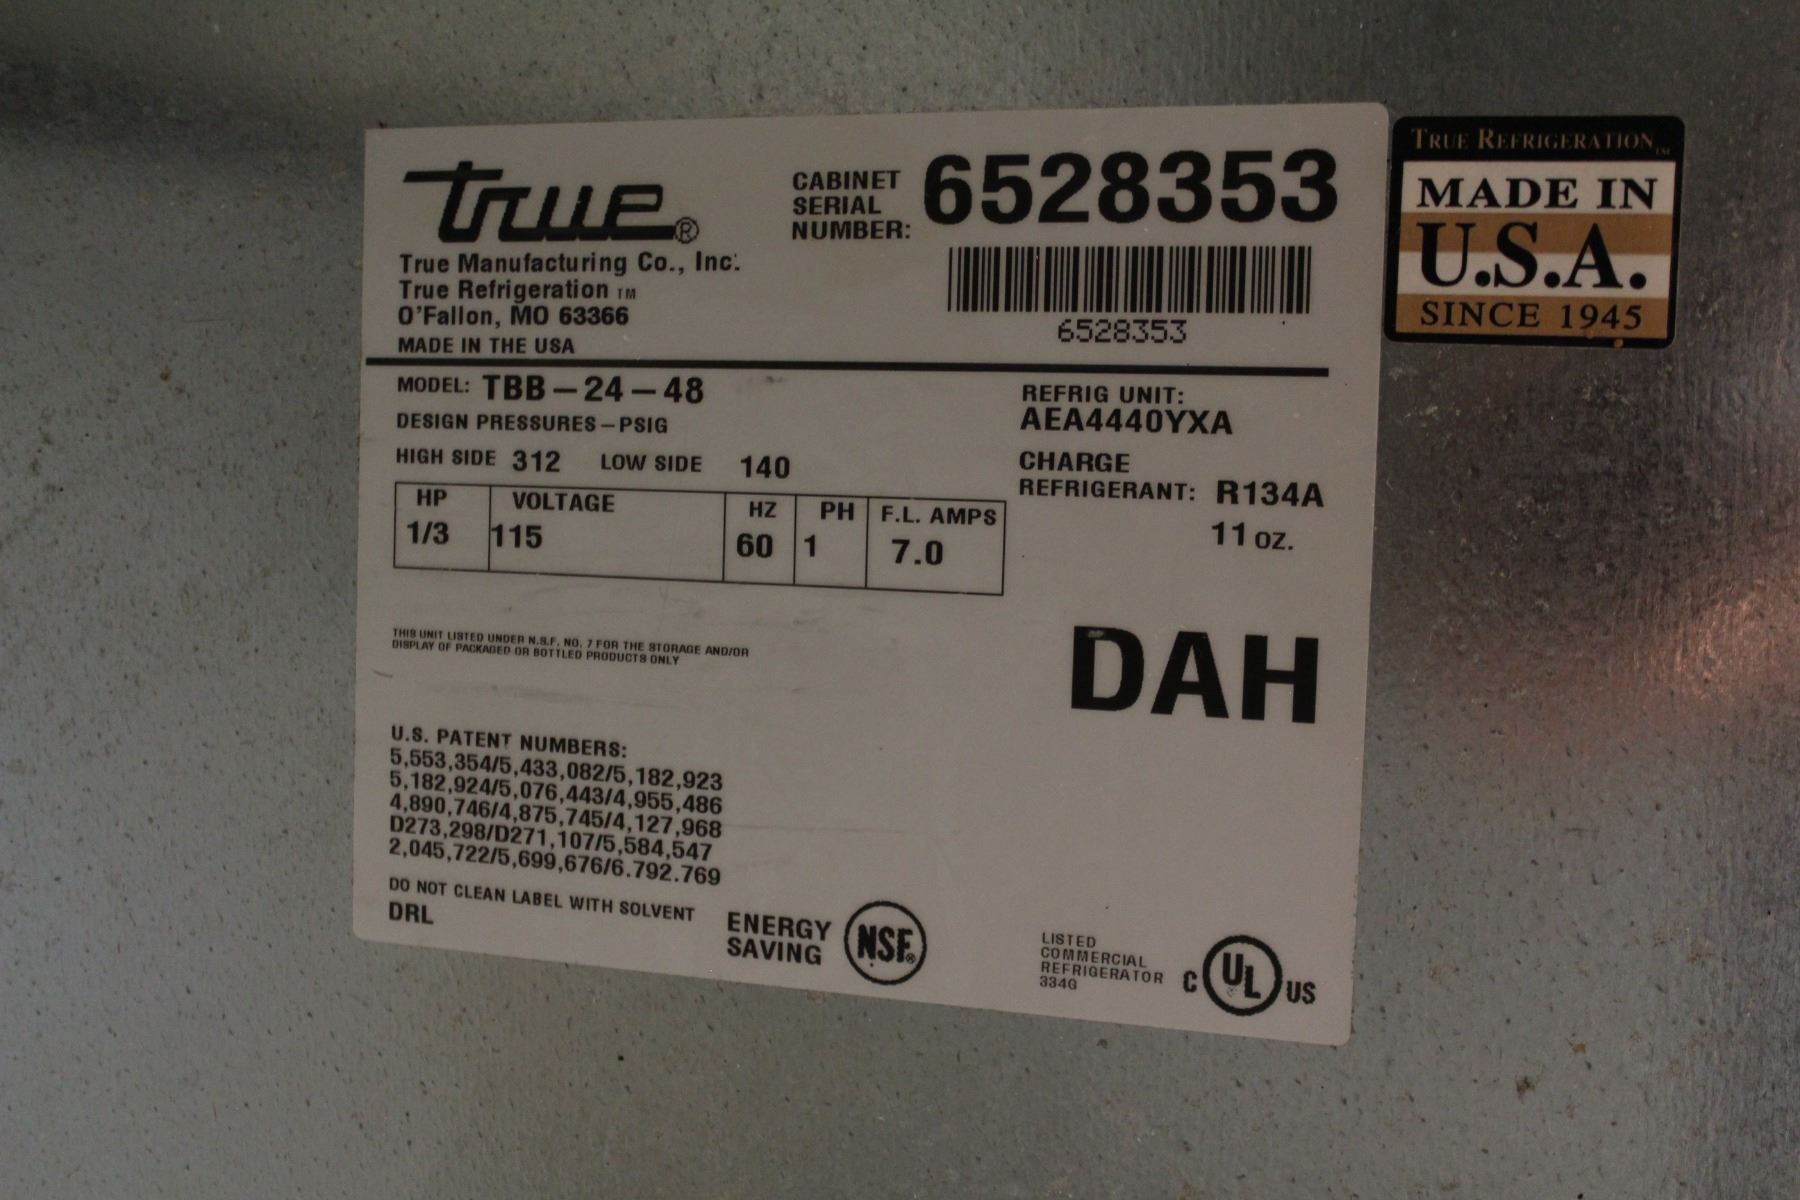 true®
True Manufacturing Co., Inc.
True Refrigeration TM
O'Fallon, MO 63366
MADE IN THE USA
CABINET
SERIAL
NUMBER: 6528353
6528353
TRUE REFRIGERATION TM
MADE IN
U.S.A.
SINCE 1945
MODEL: TBB-24-48
DESIGN PRESSURES-PSIG
HIGH SIDE 312 LOW SIDE 140
REFRIG UNIT:
AEA4440YXA
CHARGE
REFRIGERANT: R134A
11 oz.
HP VOLTAGE HZ PH F.L. AMPS
1/3 115 60 1 7.0
THIS UNIT LISTED UNDER N.S.F. NO. 7 FOR THE STORAGE AND/OR
DISPLAY OF PACKAGED OR BOTTLED PRODUCTS ONLY
DAH
U.S. PATENT NUMBERS:
5,553,354/5,433,082/5,182,923
5,182,924/5,076,443/4,955,486
4,890,746/4,875,745/4,127,968
D273,298/D271,107/5,584,547
2,045,722/5,699,676/6.792.769
DO NOT CLEAN LABEL WITH SOLVENT
DRL
ENERGY
SAVING
NSF®
LISTED
COMMERCIAL
REFRIGERATOR
334G
C UL US